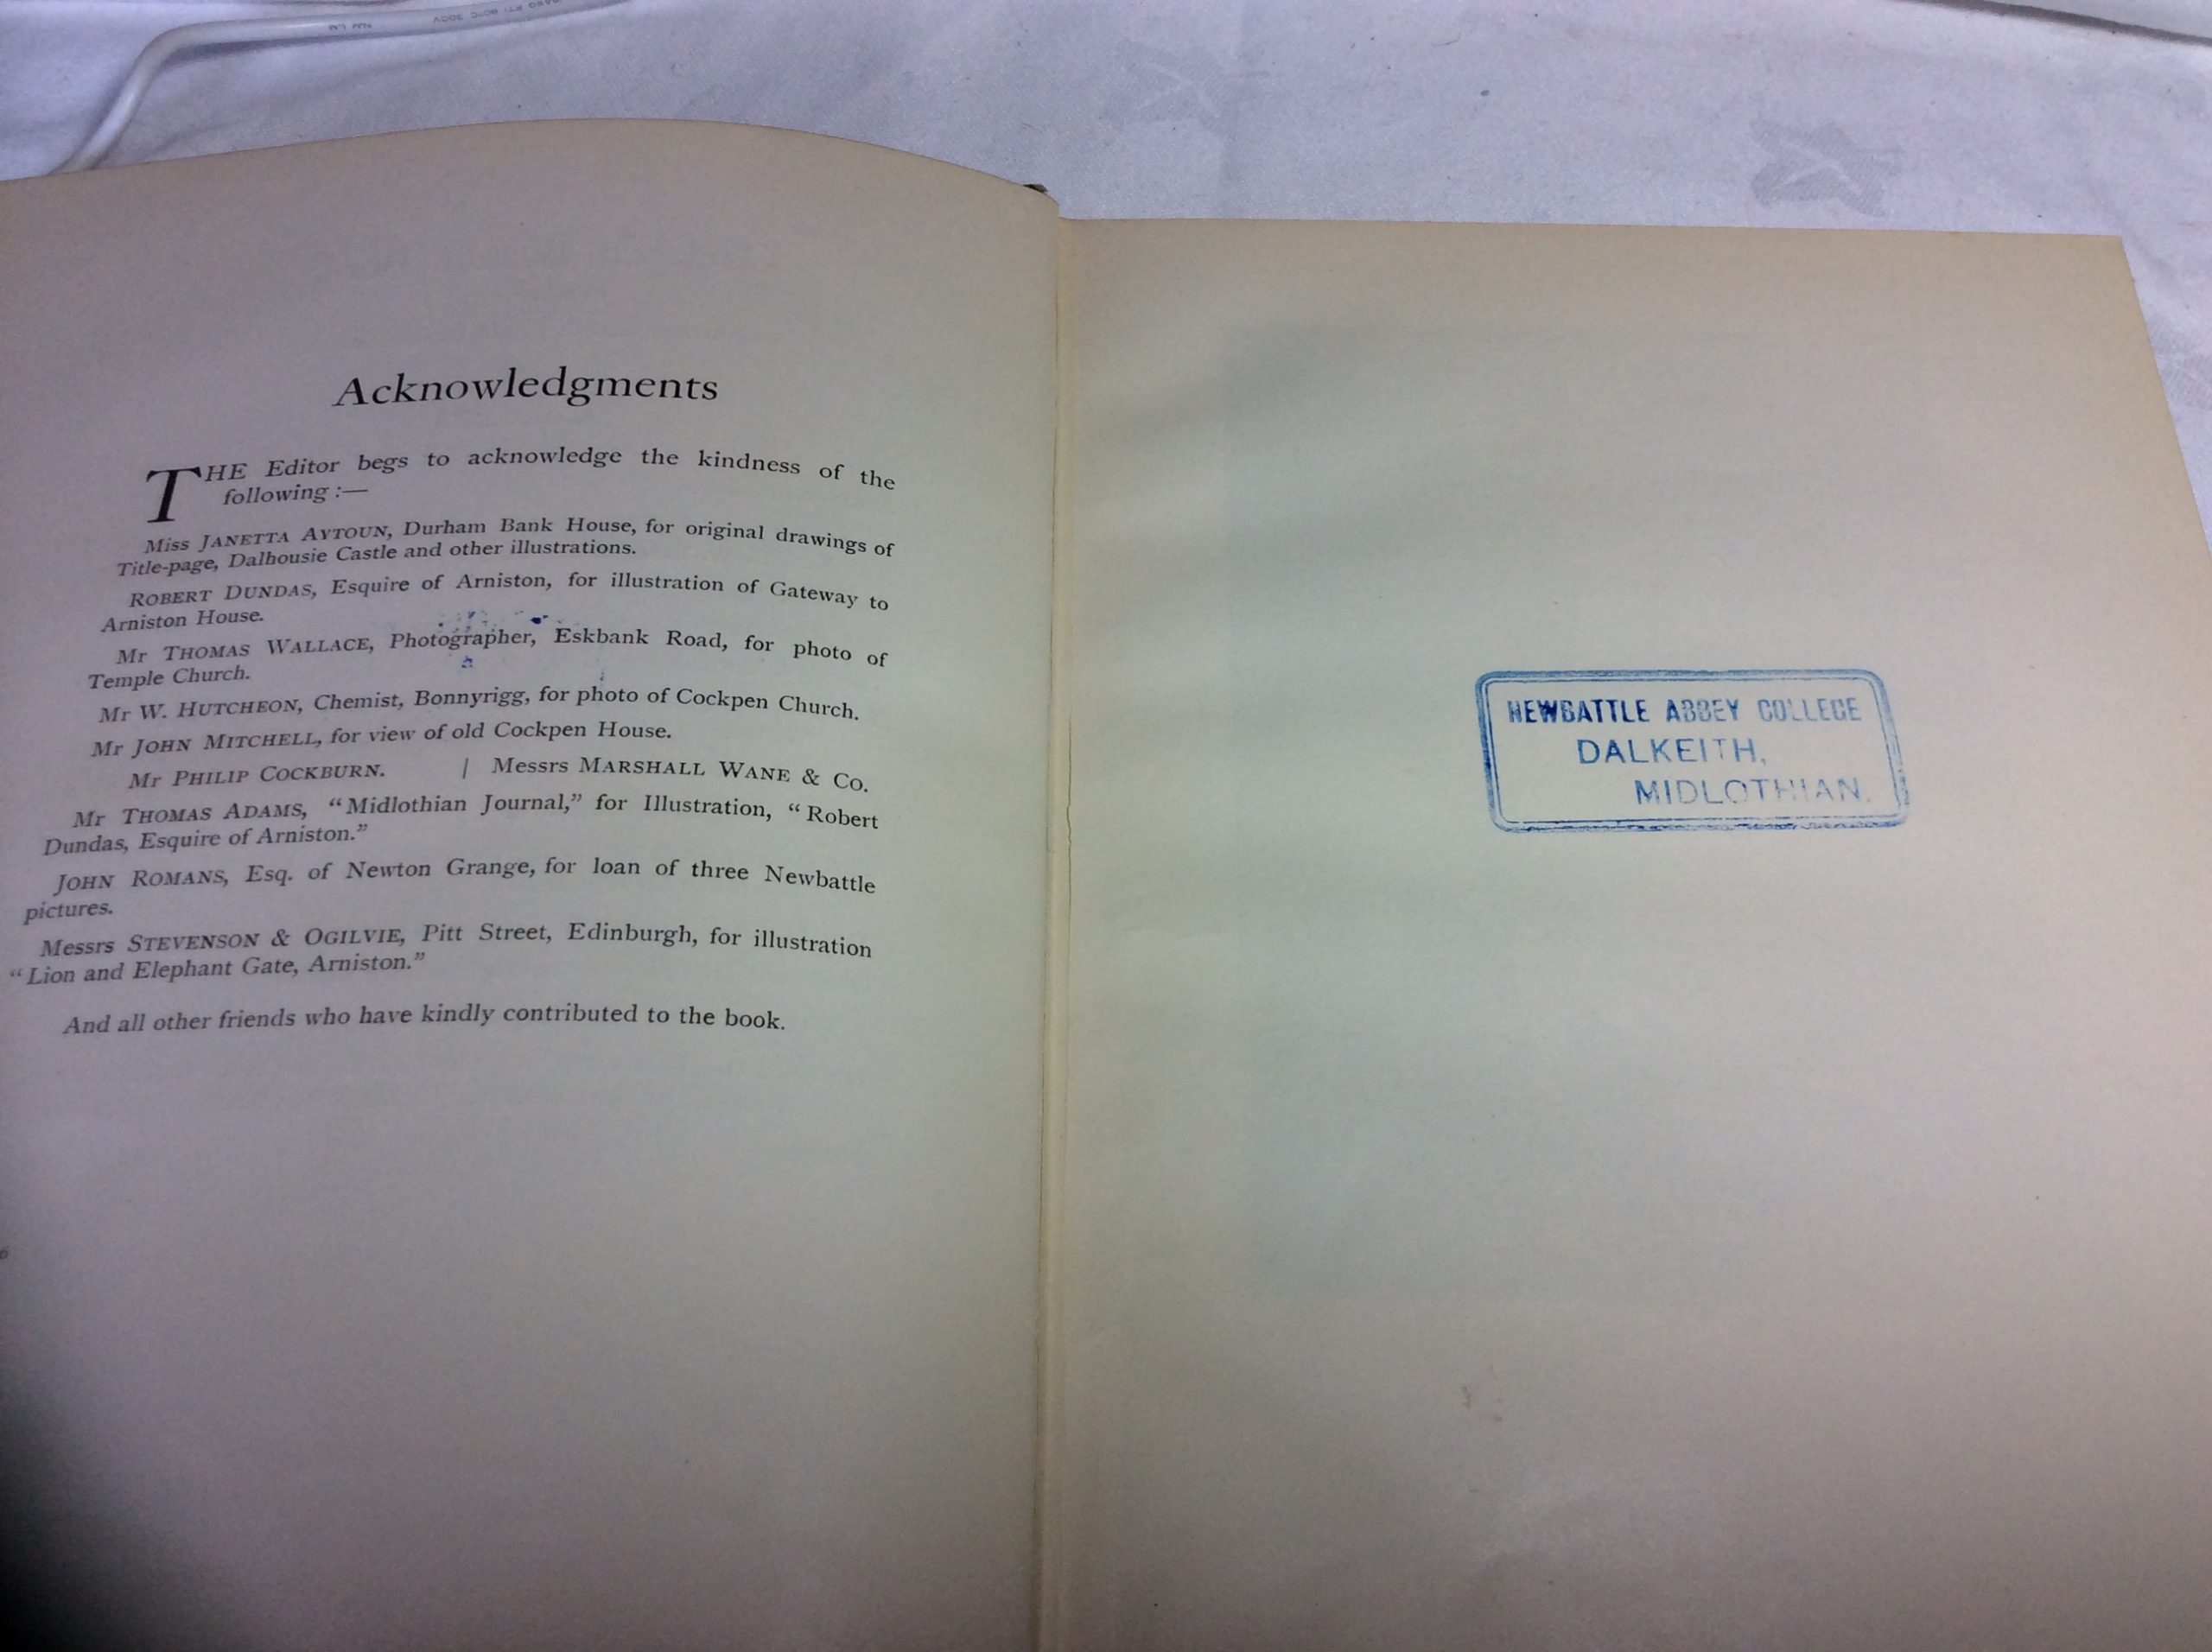 Acknowledgments
THE Editor begs to acknowledge the kindness of the
following :—
Miss JANETTA AYTOUN, Durham Bank House, for original drawings of
Title-page, Dalhousie Castle and other illustrations.
ROBERT DUNDAS, Esquire of Arniston, for illustration of Gateway to
Arniston House.
Mr THOMAS WALLACE, Photographer, Eskbank Road, for photo of
Temple Church.
Mr W. HUTCHEON, Chemist, Bonnyrigg, for photo of Cockpen Church.
Mr JOHN MITCHELL, for view of old Cockpen House.
Mr PHILIP COCKBURN. | Messrs MARSHALL WANE & Co.
Mr THOMAS ADAMS, “Midlothian Journal,” for Illustration, “Robert
Dundas, Esquire of Arniston.”
JOHN ROMANS, Esq. of Newton Grange, for loan of three Newbattle
pictures.
Messrs STEVENSON & OGILVIE, Pitt Street, Edinburgh, for illustration
“Lion and Elephant Gate, Arniston.”
And all other friends who have kindly contributed to the book.
NEWBATTLE ABBEY COLLEGE
DALKEITH,
MIDLOTHIAN.